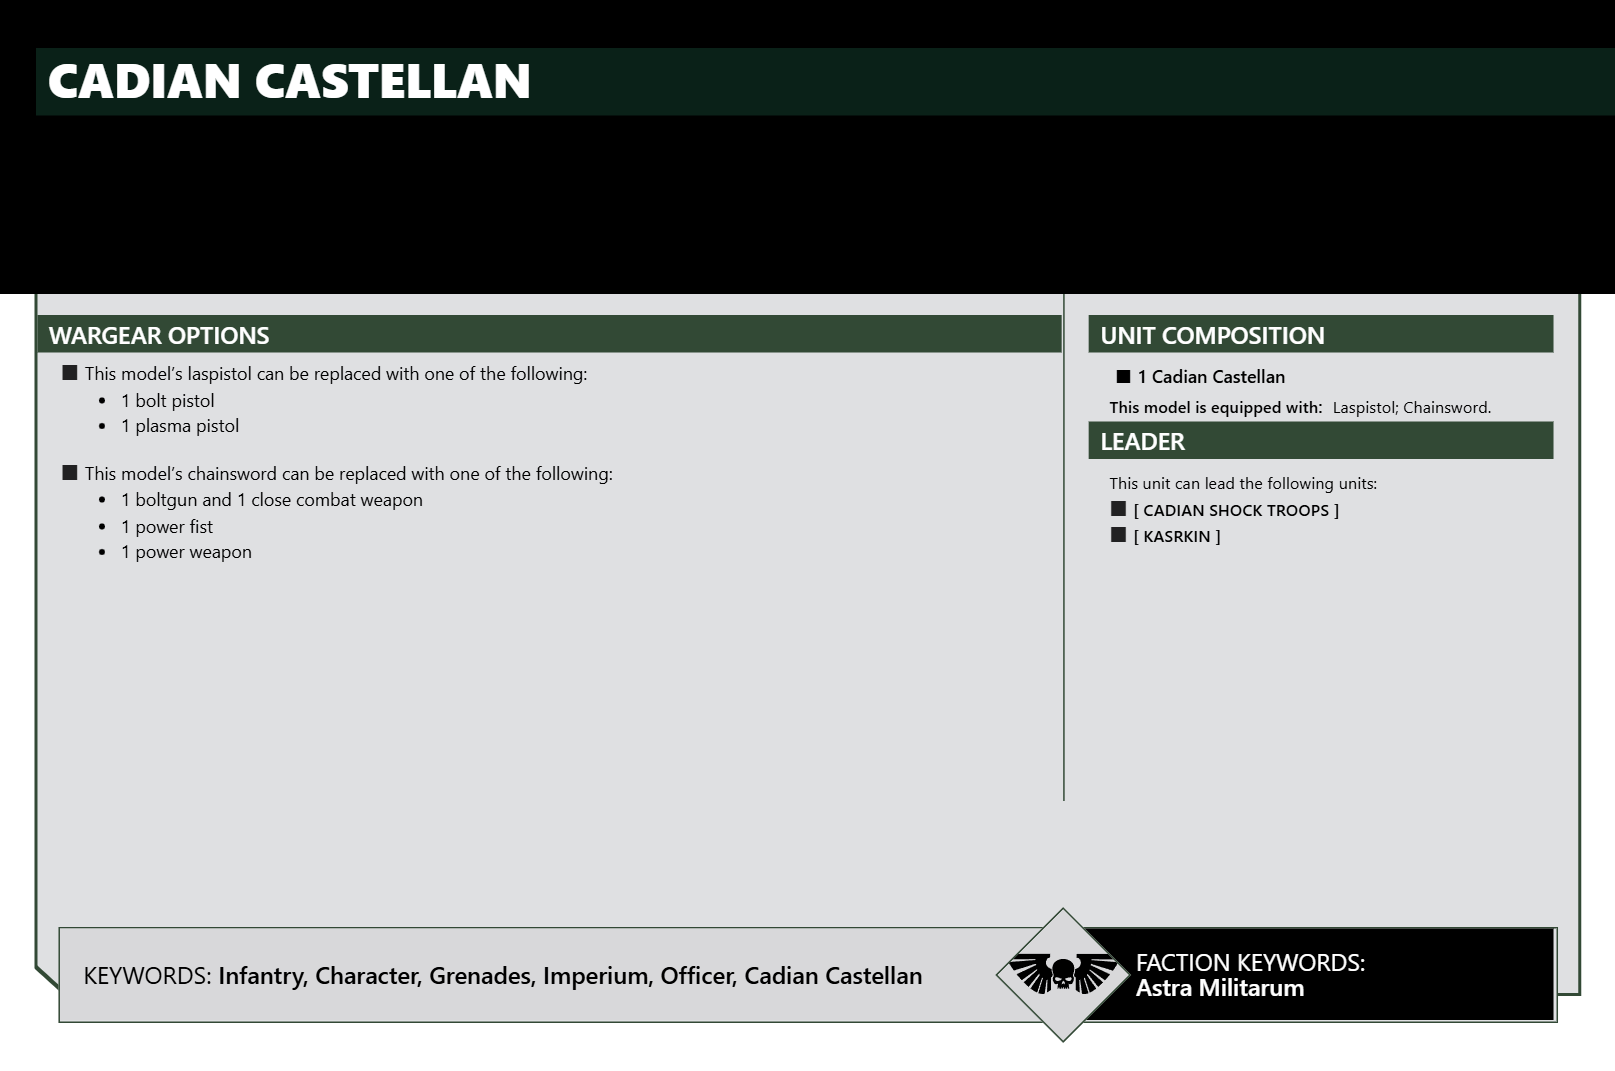 CADIAN CASTELLAN
WARGEAR OPTIONS
■ This model's laspistol can be replaced with one of the following:
• 1 bolt pistol
• 1 plasma pistol
■ This model's chainsword can be replaced with one of the following:
• 1 boltgun and 1 close combat weapon
• 1 power fist
• 1 power weapon
UNIT COMPOSITION
■ 1 Cadian Castellan
This model is equipped with: Laspistol; Chainsword.
LEADER
This unit can lead the following units:
■ [ CADIAN SHOCK TROOPS ]
■ [ KASRKIN ]
KEYWORDS: Infantry, Character, Grenades, Imperium, Officer, Cadian Castellan
FACTION KEYWORDS:
Astra Militarum